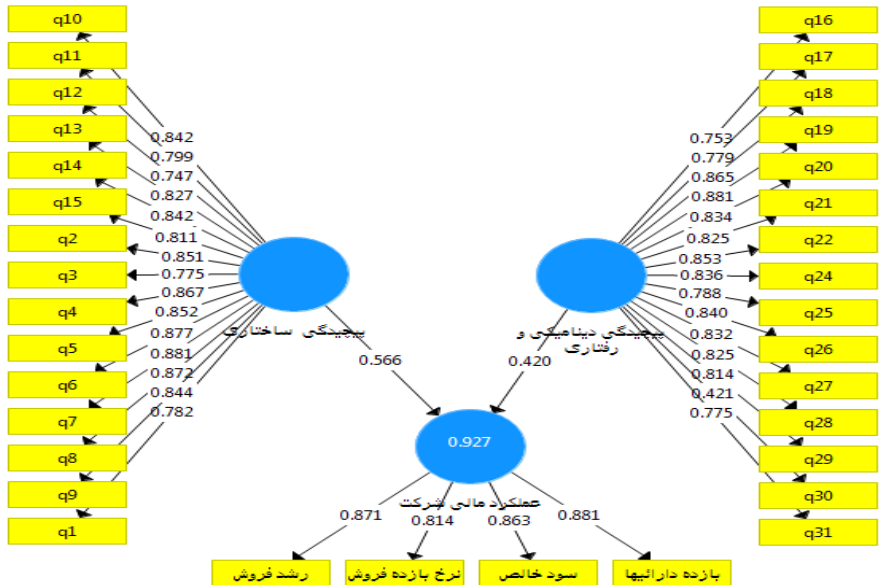 q10
q11
q12
q13
q14
q15
q2
q3
q4
q5
q6
q7
q8
q9
q1
0.842
0.799
0.747
0.827
0.842
0.811
0.851
0.775
0.867
0.852
0.877
0.881
0.872
0.844
0.782
پیچیدگی ساختاری
0.566
q16
q17
q18
q19
q20
q21
q22
q24
q25
q26
q27
q28
q29
q30
q31
0.753
0.779
0.865
0.881
0.834
0.825
0.853
0.836
0.788
0.840
0.832
0.825
0.814
0.421
0.775
پیچیدگی دینامیکی و
رفتاری
0.420
0.927
عملکرد مالی شرکت
0.871
0.814
0.863
0.881
رشد فروش
نرخ بازده فروش
سود خالص
بازده دارائیها